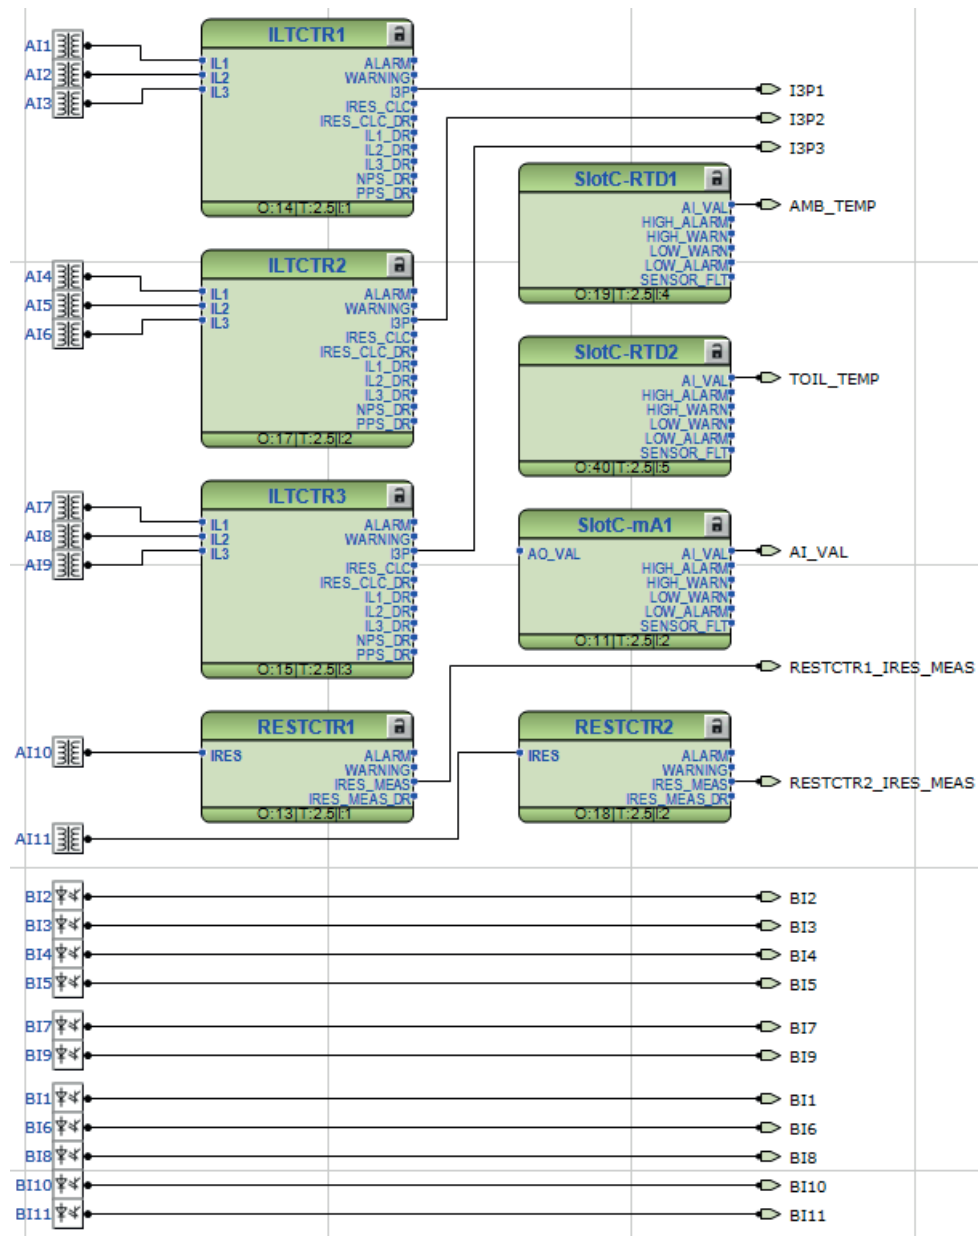 ILTCTR1
AI1
AI2
AI3
IL1
IL2
IL3
ALARM
WARNING
I3P
IRES_CLC
IRES_CLC_DR
IL1_DR
IL2_DR
IL3_DR
NPS_DR
PPS_DR
O:14|T:2.5|I:1
I3P1
I3P2
I3P3
SlotC-RTD1
AI_VAL
HIGH_ALARM
HIGH_WARN
LOW_WARN
LOW_ALARM
SENSOR_FLT
O:19|T:2.5|I:4
AMB_TEMP
ILTCTR2
AI4
AI5
AI6
IL1
IL2
IL3
ALARM
WARNING
I3P
IRES_CLC
IRES_CLC_DR
IL1_DR
IL2_DR
IL3_DR
NPS_DR
PPS_DR
O:17|T:2.5|I:2
SlotC-RTD2
AI_VAL
HIGH_ALARM
HIGH_WARN
LOW_WARN
LOW_ALARM
SENSOR_FLT
O:40|T:2.5|I:5
TOIL_TEMP
ILTCTR3
AI7
AI8
AI9
IL1
IL2
IL3
ALARM
WARNING
I3P
IRES_CLC
IRES_CLC_DR
IL1_DR
IL2_DR
IL3_DR
NPS_DR
PPS_DR
O:15|T:2.5|I:3
SlotC-mA1
AO_VAL
AI_VAL
HIGH_ALARM
HIGH_WARN
LOW_WARN
LOW_ALARM
SENSOR_FLT
O:11|T:2.5|I:2
AI_VAL
RESTCTR1_IRES_MEAS
RESTCTR1
AI10
IRES
ALARM
WARNING
IRES_MEAS
IRES_MEAS_DR
O:13|T:2.5|I:1
RESTCTR2
IRES
ALARM
WARNING
IRES_MEAS
IRES_MEAS_DR
O:18|T:2.5|I:2
RESTCTR2_IRES_MEAS
AI11
BI2 BI2
BI3 BI3
BI4 BI4
BI5 BI5
BI7 BI7
BI9 BI9
BI1 BI1
BI6 BI6
BI8 BI8
BI10 BI10
BI11 BI11